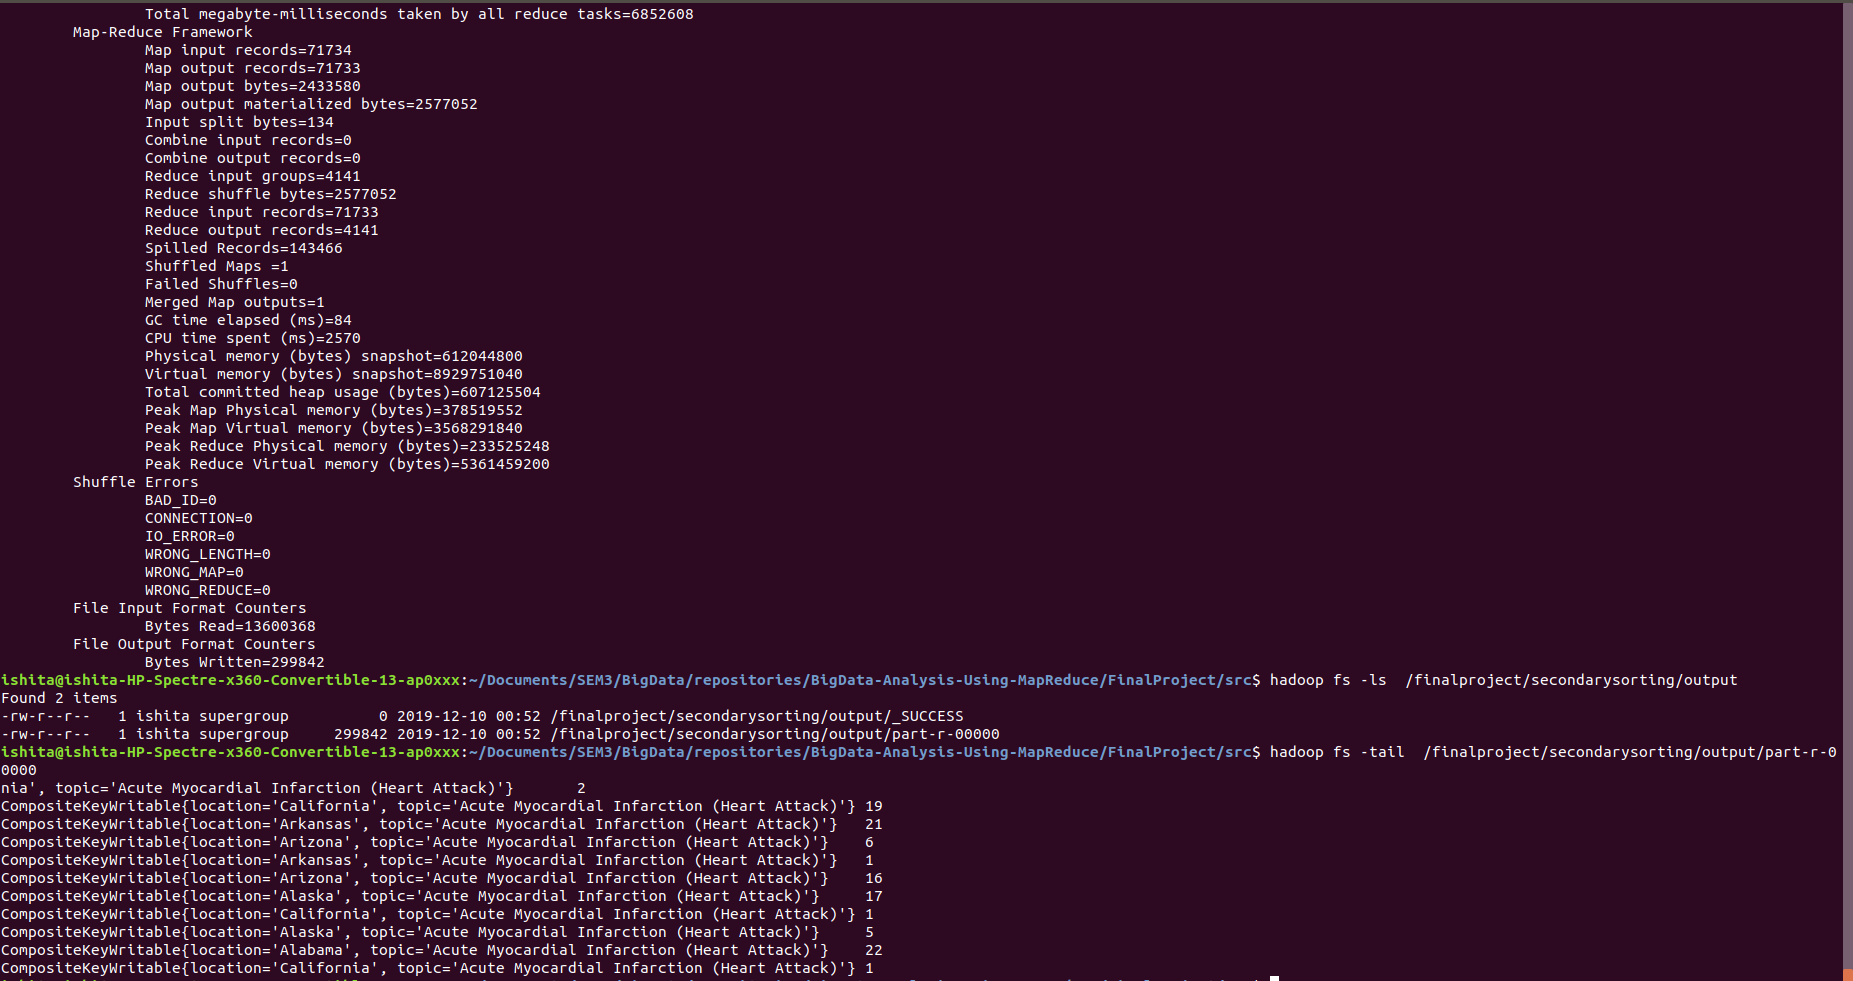 Total megabyte-milliseconds taken by all reduce tasks=6852608
Map-Reduce Framework
Map input records=71734
Map output records=71733
Map output bytes=2433580
Map output materialized bytes=2577052
Input split bytes=134
Combine input records=0
Combine output records=0
Reduce input groups=4141
Reduce shuffle bytes=2577052
Reduce input records=71733
Reduce output records=4141
Spilled Records=143466
Shuffled Maps =1
Failed Shuffles=0
Merged Map outputs=1
GC time elapsed (ms)=84
CPU time spent (ms)=2570
Physical memory (bytes) snapshot=612044800
Virtual memory (bytes) snapshot=8929751040
Total committed heap usage (bytes)=607125504
Peak Map Physical memory (bytes)=378519552
Peak Map Virtual memory (bytes)=3568291840
Peak Reduce Physical memory (bytes)=233525248
Peak Reduce Virtual memory (bytes)=5361459200
Shuffle Errors
BAD_ID=0
CONNECTION=0
IO_ERROR=0
WRONG_LENGTH=0
WRONG_MAP=0
WRONG_REDUCE=0
File Input Format Counters
Bytes Read=13600368
File Output Format Counters
Bytes Written=299842
ishita@ishita-HP-Spectre-x360-Convertible-13-ap0xxx:~/Documents/SEM3/BigData/repositories/BigData-Analysis-Using-MapReduce/FinalProject/src$ hadoop fs -ls  /finalproject/secondarysorting/output
Found 2 items
-rw-r--r--   1 ishita supergroup          0 2019-12-10 00:52 /finalproject/secondarysorting/output/_SUCCESS
-rw-r--r--   1 ishita supergroup     299842 2019-12-10 00:52 /finalproject/secondarysorting/output/part-r-00000
ishita@ishita-HP-Spectre-x360-Convertible-13-ap0xxx:~/Documents/SEM3/BigData/repositories/BigData-Analysis-Using-MapReduce/FinalProject/src$ hadoop fs -tail  /finalproject/secondarysorting/output/part-r-0
0000
nia', topic='Acute Myocardial Infarction (Heart Attack)'}       2
CompositeKeyWritable{location='California', topic='Acute Myocardial Infarction (Heart Attack)'} 19
CompositeKeyWritable{location='Arkansas', topic='Acute Myocardial Infarction (Heart Attack)'}   21
CompositeKeyWritable{location='Arizona', topic='Acute Myocardial Infarction (Heart Attack)'}    6
CompositeKeyWritable{location='Arkansas', topic='Acute Myocardial Infarction (Heart Attack)'}   1
CompositeKeyWritable{location='Arizona', topic='Acute Myocardial Infarction (Heart Attack)'}    16
CompositeKeyWritable{location='Alaska', topic='Acute Myocardial Infarction (Heart Attack)'}     17
CompositeKeyWritable{location='California', topic='Acute Myocardial Infarction (Heart Attack)'} 1
CompositeKeyWritable{location='Alaska', topic='Acute Myocardial Infarction (Heart Attack)'}     5
CompositeKeyWritable{location='Alabama', topic='Acute Myocardial Infarction (Heart Attack)'}    22
CompositeKeyWritable{location='California', topic='Acute Myocardial Infarction (Heart Attack)'} 1